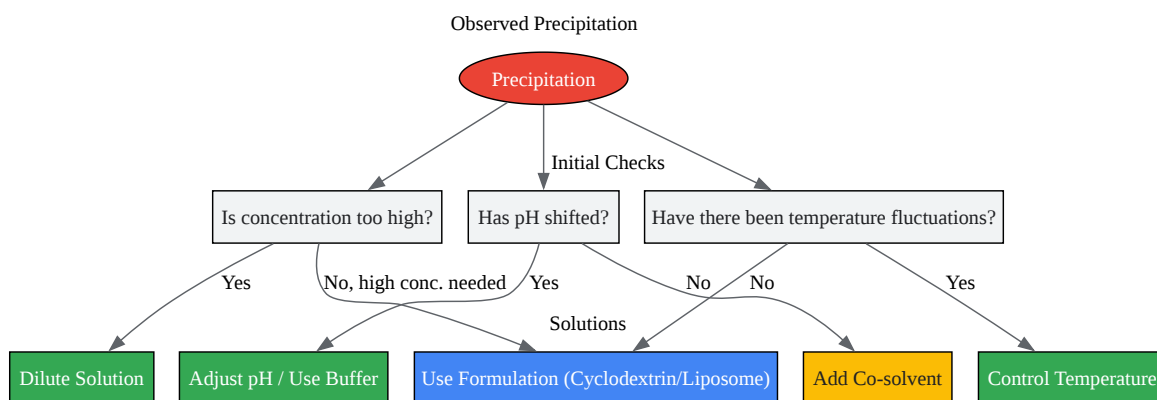 Observed Precipitation
Precipitation
Initial Checks
Is concentration too high?
Has pH shifted?
Have there been temperature fluctuations?
Yes
No, high conc. needed
Yes
No
No
Yes
Solutions
Dilute Solution
Adjust pH / Use Buffer
Use Formulation (Cyclodextrin/Liposome)
Add Co-solvent
Control Temperature